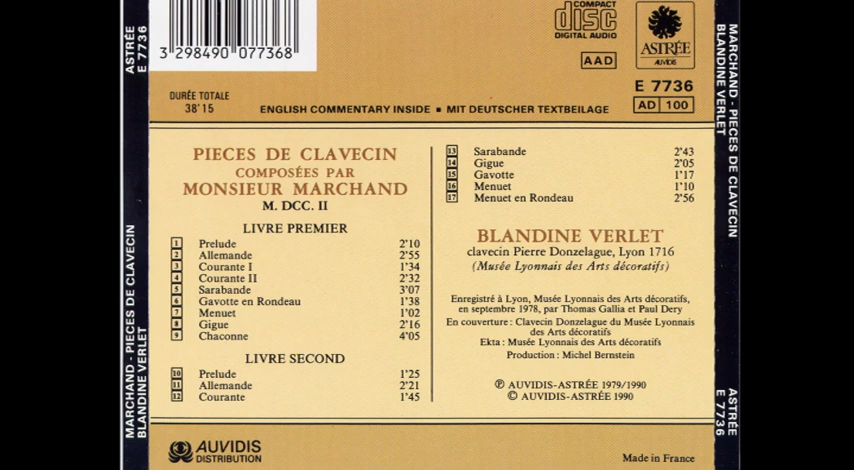 ASTRÉE
E 7736
MARCHAND - PIECES DE CLAVECIN
BLANDINE VERLET
3 298490 077368
COMPACT
disc
DIGITAL AUDIO
AAD
ASTRÉE
AUVIDIS
E 7736
AD 100
DURÉE TOTALE
38'15
ENGLISH COMMENTARY INSIDE ■ MIT DEUTSCHER TEXTBEILAGE
PIECES DE CLAVECIN
COMPOSÉES PAR
MONSIEUR MARCHAND
M. DCC. II
LIVRE PREMIER
1 Prelude 2'10
2 Allemande 2'55
3 Courante I 1'34
4 Courante II 2'32
5 Sarabande 3'07
6 Gavotte en Rondeau 1'38
7 Menuet 1'02
8 Gigue 2'16
9 Chaconne 4'05
LIVRE SECOND
10 Prelude 1'25
11 Allemande 2'21
12 Courante 1'45
13 Sarabande 2'43
14 Gigue 2'05
15 Gavotte 1'17
16 Menuet 1'10
17 Menuet en Rondeau 2'56
BLANDINE VERLET
clavecin Pierre Donzelague, Lyon 1716
(Musée Lyonnais des Arts décoratifs)
Enregistré à Lyon, Musée Lyonnais des Arts décoratifs,
en septembre 1978, par Thomas Gallia et Paul Dery
En couverture : Clavecin Donzelague du Musée Lyonnais
des Arts décoratifs
Ekta : Musée Lyonnais des Arts décoratifs
Production : Michel Bernstein
℗ AUVIDIS-ASTRÉE 1979/1990
© AUVIDIS-ASTRÉE 1990
AUVIDIS
DISTRIBUTION
Made in France
MARCHAND - PIECES DE CLAVECIN
BLANDINE VERLET
ASTRÉE
E 7736